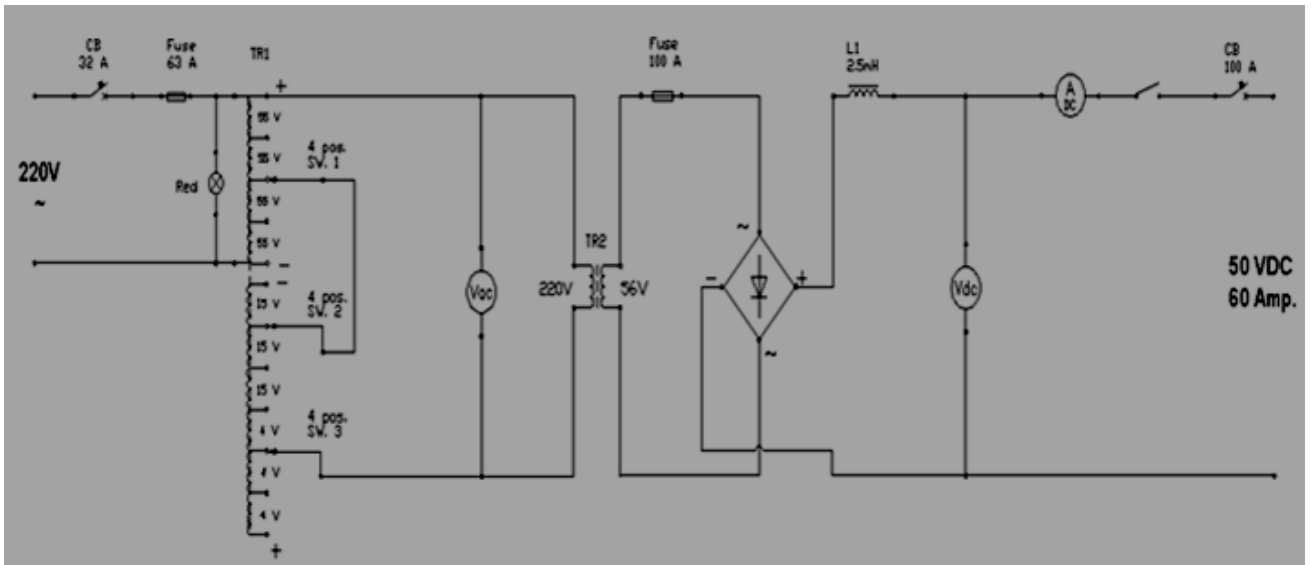 CB
32 A
Fuse
63 A
TR1
+
55 V
55 V
55 V
55 V
-
-
15 V
15 V
15 V
4 V
4 V
4 V
+
220V
~
Red
4 pos.
SW. 1
4 pos.
SW. 2
4 pos.
SW. 3
Vac
TR2
220V
56V
Fuse
100 A
~
-
+
~
L1
2.5mH
Vdc
A
DC
CB
100 A
50 VDC
60 Amp.